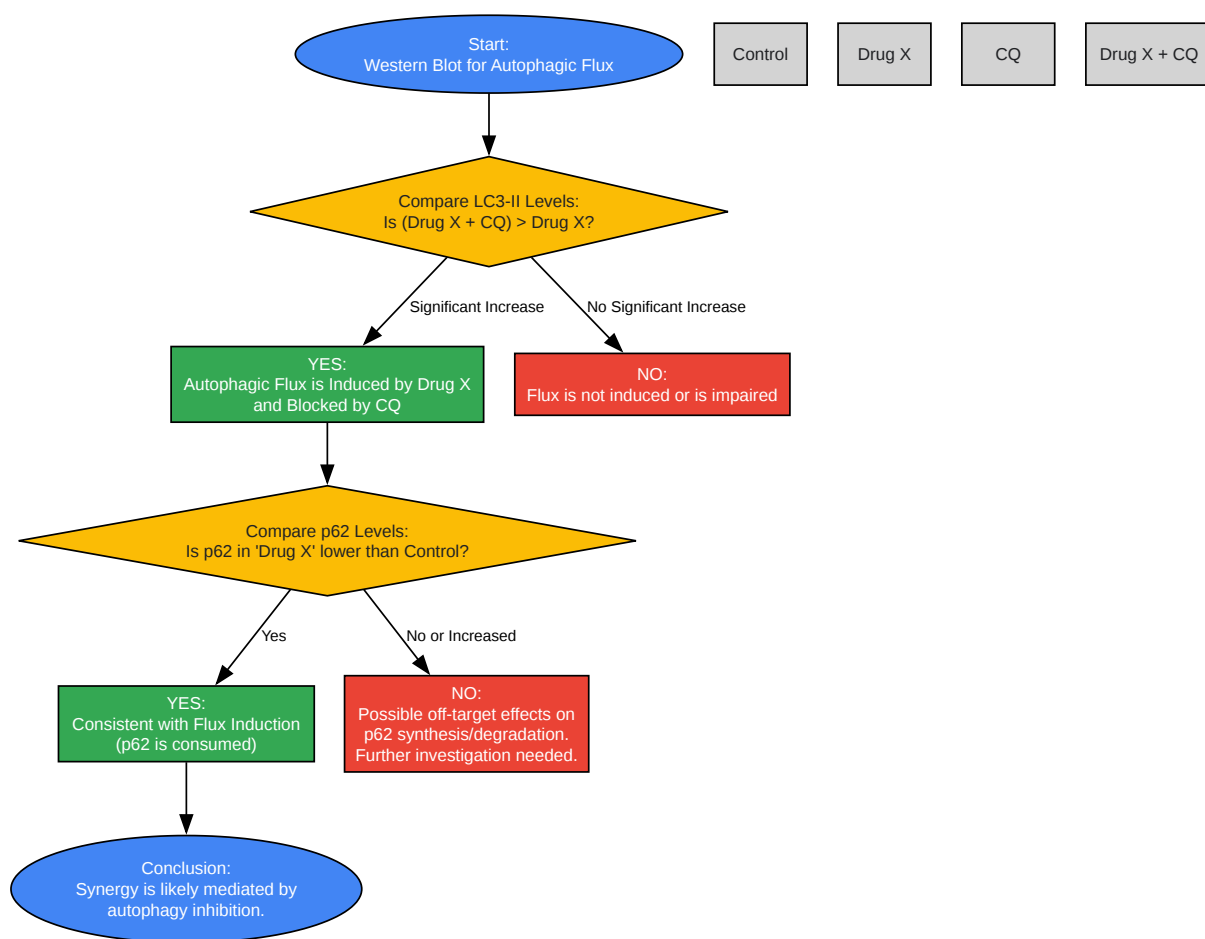 Start:
Western Blot for Autophagic Flux
Control
Drug X
CQ
Drug X + CQ
Compare LC3-II Levels:
Is (Drug X + CQ) > Drug X?
Significant Increase
No Significant Increase
YES:
Autophagic Flux is Induced by Drug X
and Blocked by CQ
NO:
Flux is not induced or is impaired
Compare p62 Levels:
Is p62 in 'Drug X' lower than Control?
Yes
No or Increased
YES:
Consistent with Flux Induction
(p62 is consumed)
NO:
Possible off-target effects on
p62 synthesis/degradation.
Further investigation needed.
Conclusion:
Synergy is likely mediated by
autophagy inhibition.